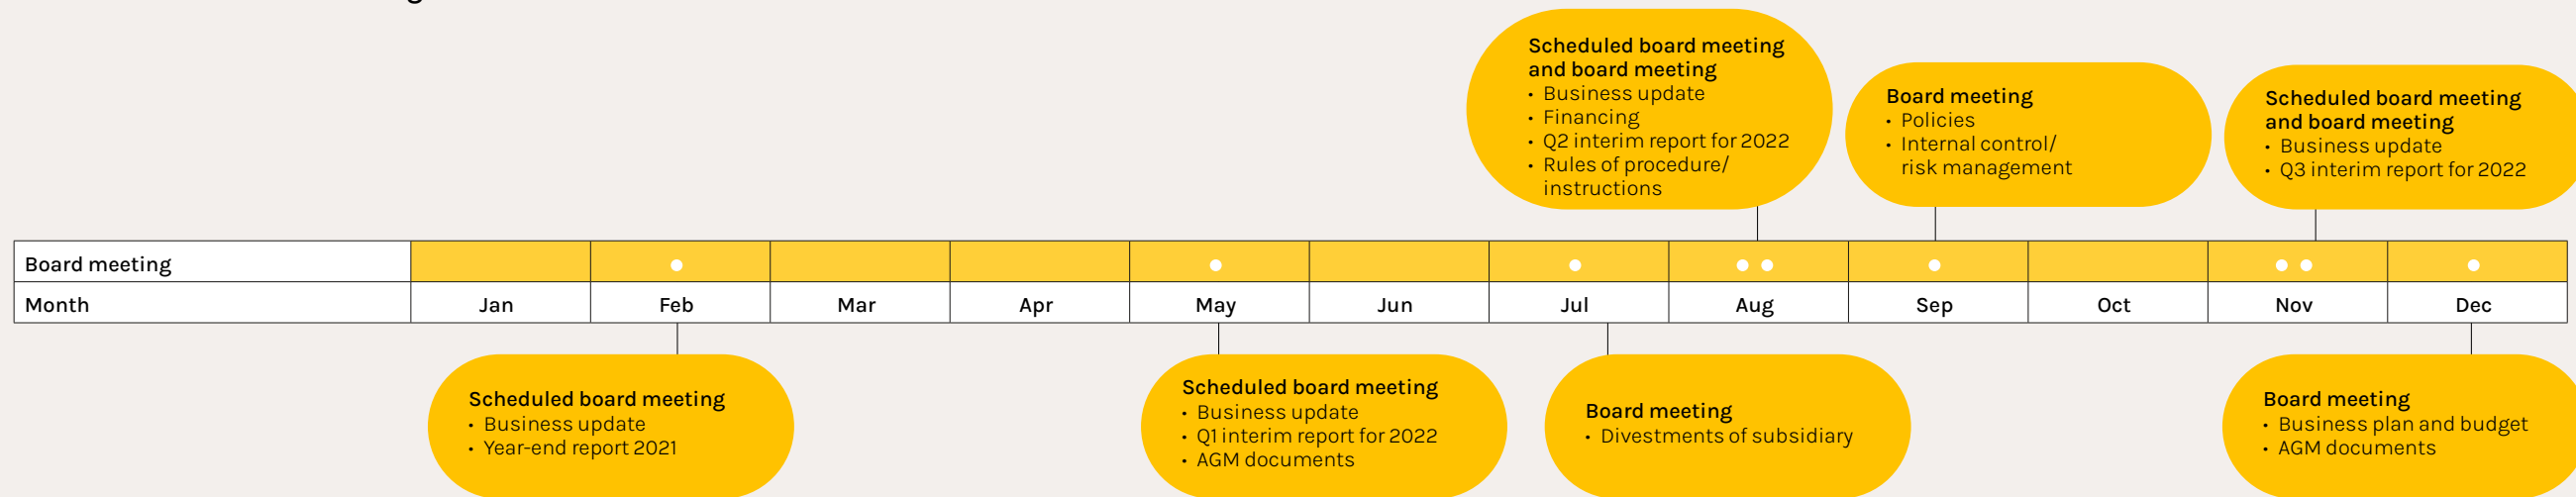 Scheduled board meeting
and board meeting
• Business update
• Financing
• Q2 interim report for 2022
• Rules of procedure/
instructions
Board meeting
• Policies
• Internal control/
risk management
Scheduled board meeting
and board meeting
• Business update
• Q3 interim report for 2022
Board meeting
Month Jan Feb Mar Apr May Jun Jul Aug Sep Oct Nov Dec
Scheduled board meeting
• Business update
• Year-end report 2021
Scheduled board meeting
• Business update
• Q1 interim report for 2022
• AGM documents
Board meeting
• Divestments of subsidiary
Board meeting
• Business plan and budget
• AGM documents